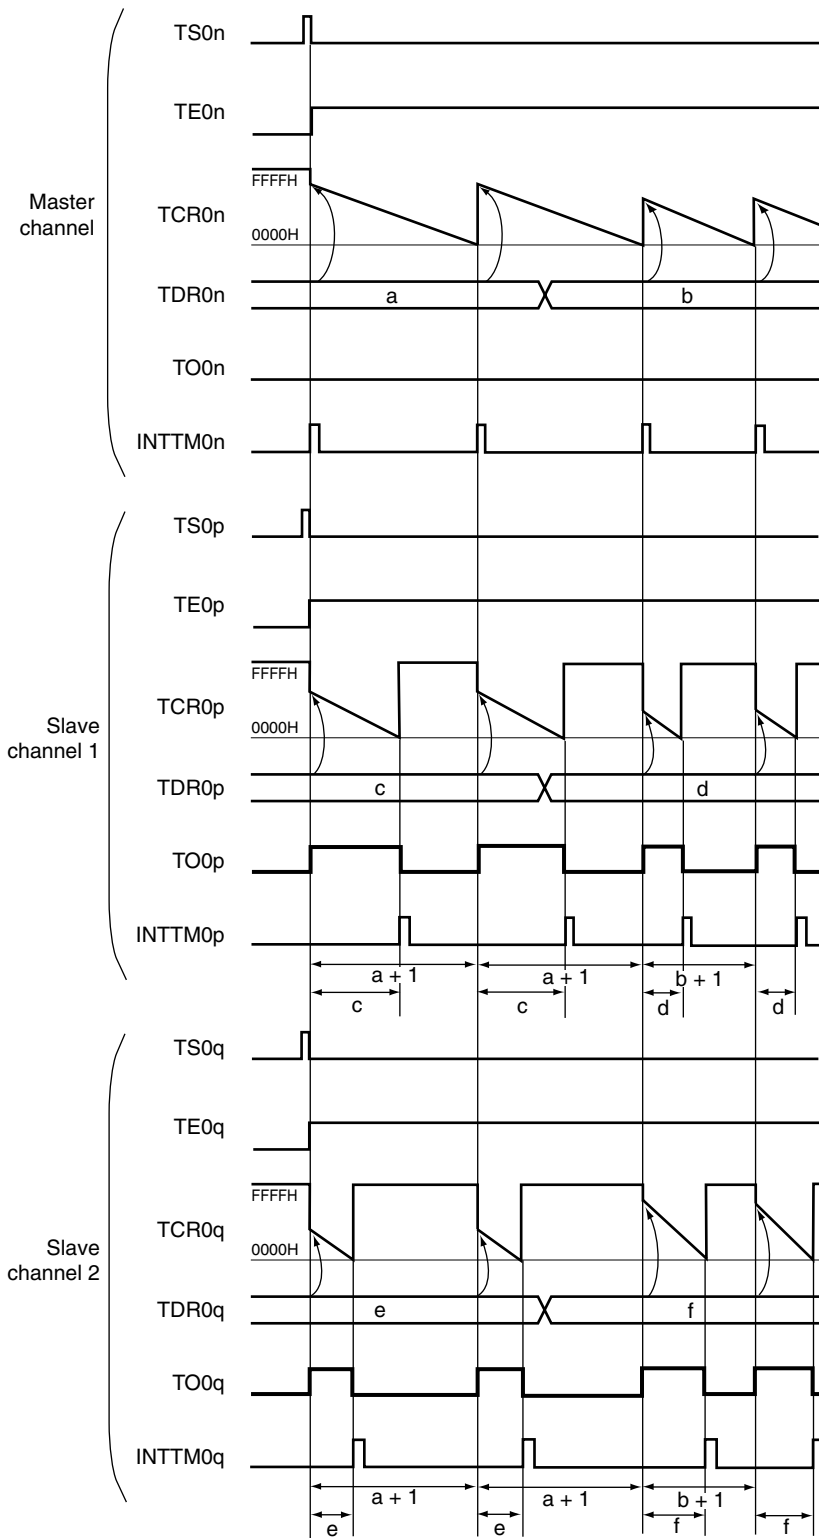 TS0n
TE0n
Master
channel
FFFFH
TCR0n
0000H
TDR0n
a
b
TO0n
INTTM0n
TS0p
TE0p
FFFFH
TCR0p
0000H
Slave
channel 1
TDR0p
c
d
TO0p
INTTM0p
a + 1
a + 1
b + 1
c
c
d
d
TS0q
TE0q
FFFFH
TCR0q
0000H
Slave
channel 2
TDR0q
e
f
TO0q
INTTM0q
a + 1
a + 1
b + 1
e
e
f
f